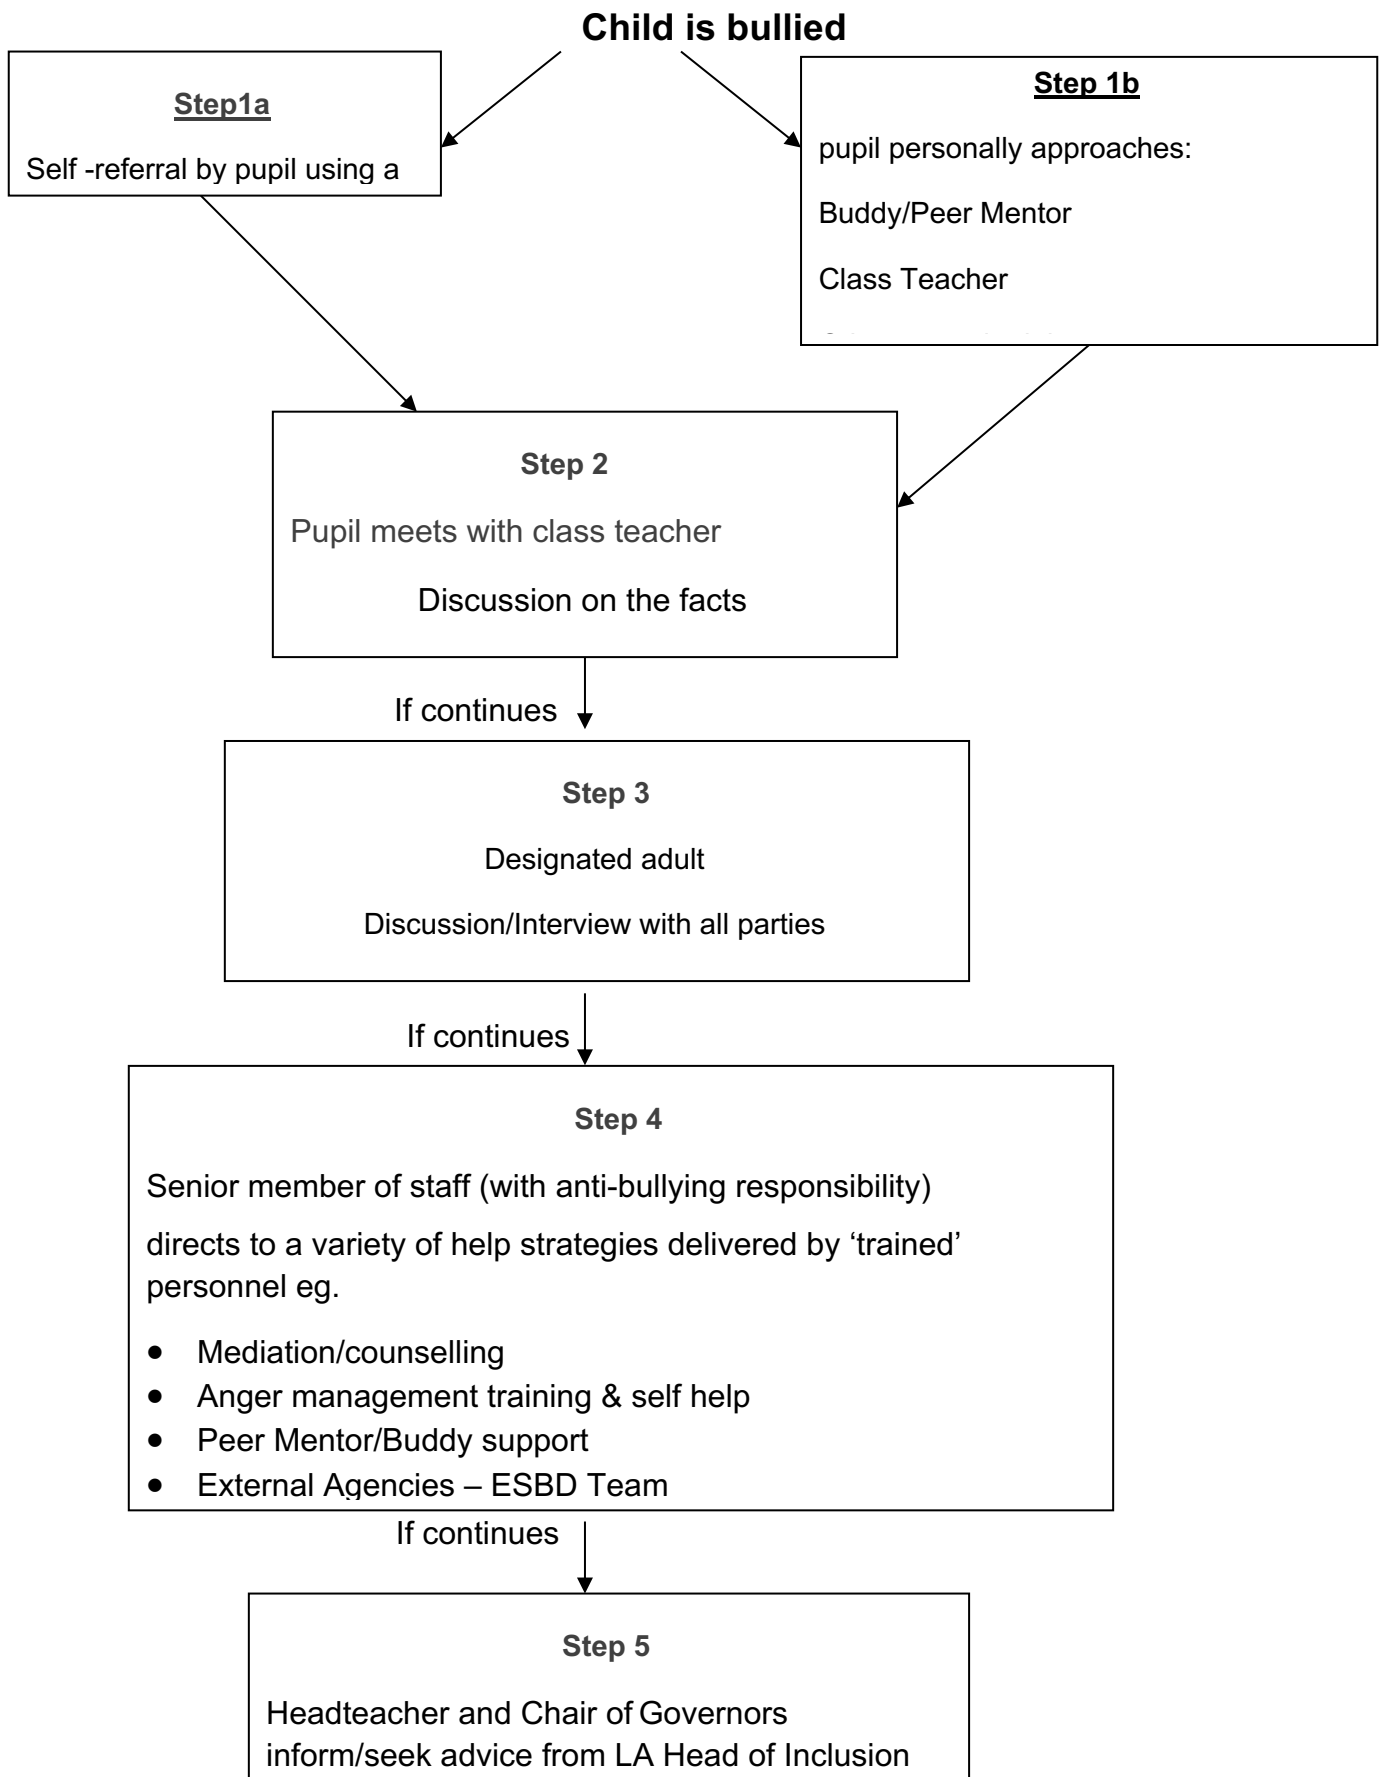 Child is bullied
Step1a
Self -referral by pupil using a
Step 1b
pupil personally approaches:
Buddy/Peer Mentor
Class Teacher
Step 2
Pupil meets with class teacher
Discussion on the facts
If continues
Step 3
Designated adult
Discussion/Interview with all parties
If continues
Step 4
Senior member of staff (with anti-bullying responsibility)
directs to a variety of help strategies delivered by ‘trained’
personnel eg.
● Mediation/counselling
● Anger management training & self help
● Peer Mentor/Buddy support
● External Agencies – ESBD Team
If continues
Step 5
Headteacher and Chair of Governors
inform/seek advice from LA Head of Inclusion